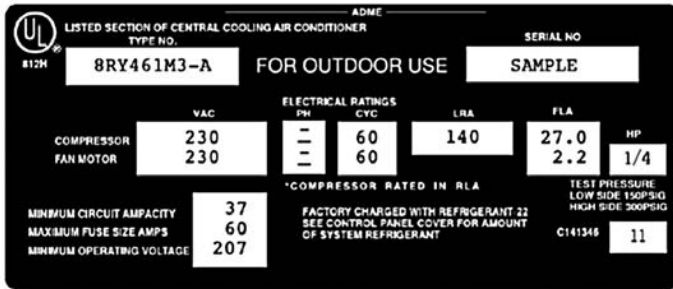 ADME
UL
LISTED SECTION OF CENTRAL COOLING AIR CONDITIONER
TYPE NO.
SERIAL NO
812H
8RY461M3-A
FOR OUTDOOR USE
SAMPLE
ELECTRICAL RATINGS
VAC PH CYC LRA FLA HP
COMPRESSOR 230 – 60 140 27.0
FAN MOTOR 230 – 60 2.2 1/4
*COMPRESSOR RATED IN RLA
TEST PRESSURE
LOW SIDE 150PSIG
HIGH SIDE 300PSIG
MINIMUM CIRCUIT AMPACITY 37
MAXIMUM FUSE SIZE AMPS 60
MINIMUM OPERATING VOLTAGE 207
FACTORY CHARGED WITH REFRIGERANT-22
SEE CONTROL PANEL COVER FOR AMOUNT
OF SYSTEM REFRIGERANT
C141346 11